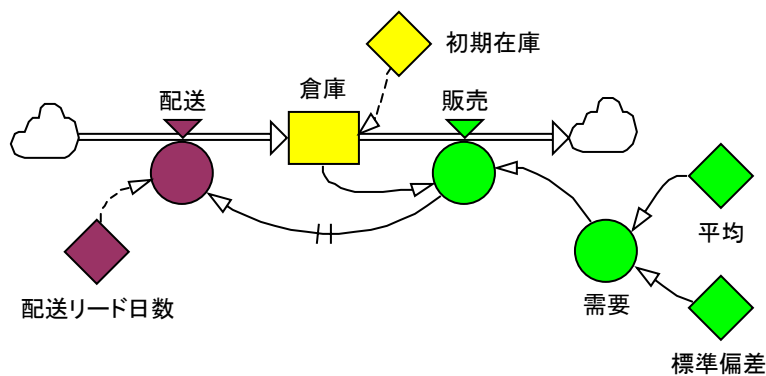 初期在庫
倉庫
配送
販売
平均
需要
配送リード日数
標準偏差